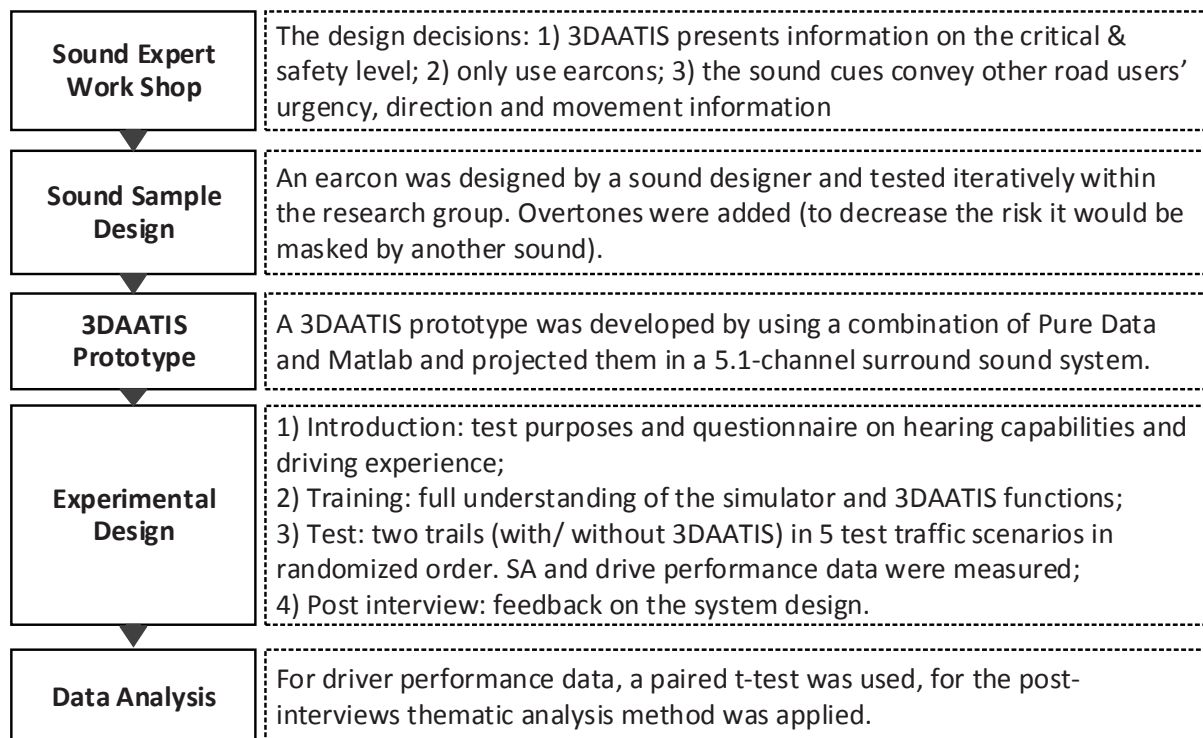 Sound Expert
Work Shop
The design decisions: 1) 3DAATIS presents information on the critical &
safety level; 2) only use earcons; 3) the sound cues convey other road users’
urgency, direction and movement information
Sound Sample
Design
An earcon was designed by a sound designer and tested iteratively within
the research group. Overtones were added (to decrease the risk it would be
masked by another sound).
3DAATIS
Prototype
A 3DAATIS prototype was developed by using a combination of Pure Data
and Matlab and projected them in a 5.1-channel surround sound system.
Experimental
Design
1) Introduction: test purposes and questionnaire on hearing capabilities and
driving experience;
2) Training: full understanding of the simulator and 3DAATIS functions;
3) Test: two trails (with/ without 3DAATIS) in 5 test traffic scenarios in
randomized order. SA and drive performance data were measured;
4) Post interview: feedback on the system design.
Data Analysis
For driver performance data, a paired t-test was used, for the post-
interviews thematic analysis method was applied.